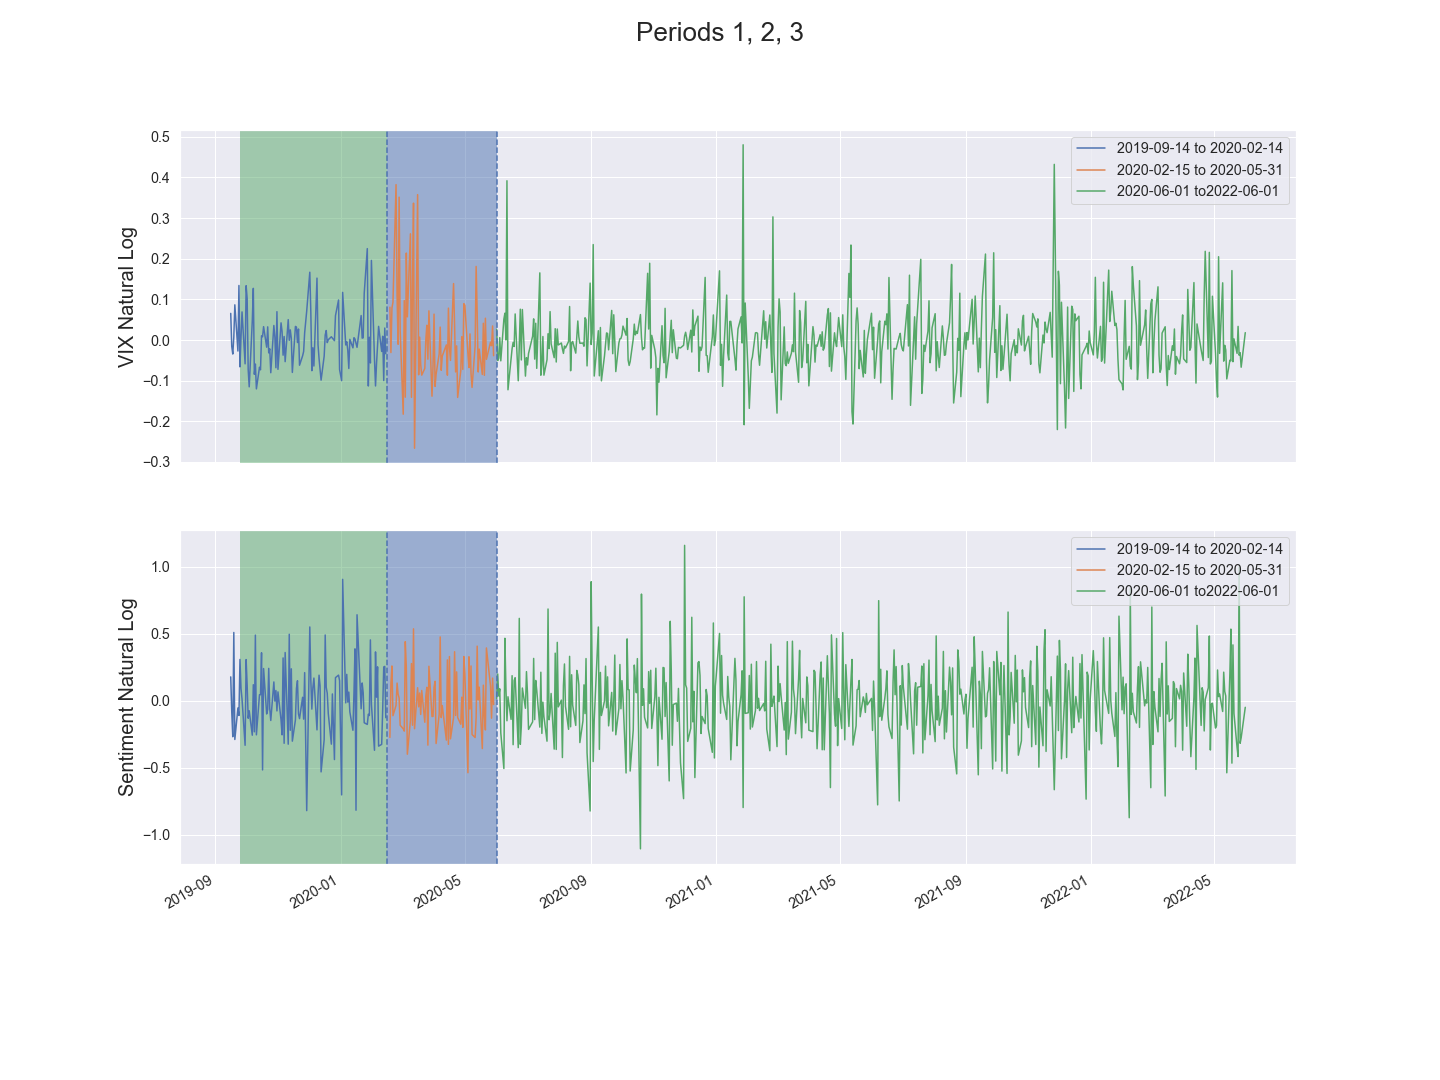 Periods 1, 2, 3
VIX Natural Log
0.5
0.4
0.3
0.2
0.1
0.0
−0.1
−0.2
−0.3
2019-09-14 to 2020-02-14
2020-02-15 to 2020-05-31
2020-06-01 to2022-06-01
Sentiment Natural Log
1.0
0.5
0.0
−0.5
−1.0
2019-09-14 to 2020-02-14
2020-02-15 to 2020-05-31
2020-06-01 to2022-06-01
2019-09
2020-01
2020-05
2020-09
2021-01
2021-05
2021-09
2022-01
2022-05